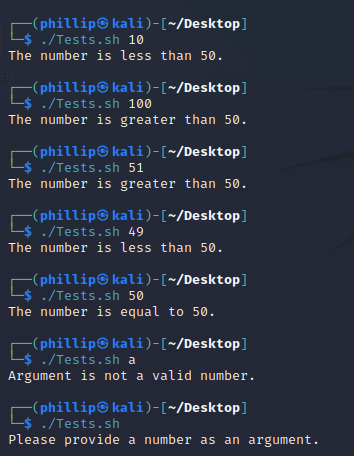 ┌──(phillip㉿kali)-[~/Desktop]
└─$ ./Tests.sh 10
The number is less than 50.
┌──(phillip㉿kali)-[~/Desktop]
└─$ ./Tests.sh 100
The number is greater than 50.
┌──(phillip㉿kali)-[~/Desktop]
└─$ ./Tests.sh 51
The number is greater than 50.
┌──(phillip㉿kali)-[~/Desktop]
└─$ ./Tests.sh 49
The number is less than 50.
┌──(phillip㉿kali)-[~/Desktop]
└─$ ./Tests.sh 50
The number is equal to 50.
┌──(phillip㉿kali)-[~/Desktop]
└─$ ./Tests.sh a
Argument is not a valid number.
┌──(phillip㉿kali)-[~/Desktop]
└─$ ./Tests.sh
Please provide a number as an argument.